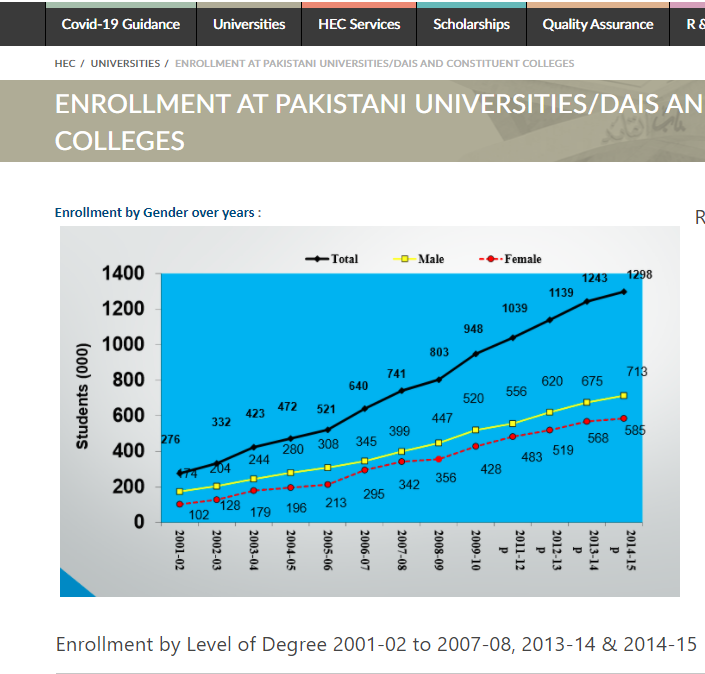 Covid-19 Guidance Universities HEC Services Scholarships Quality Assurance R &
HEC / UNIVERSITIES / ENROLLMENT AT PAKISTANI UNIVERSITIES/DAIS AND CONSTITUENT COLLEGES
ENROLLMENT AT PAKISTANI UNIVERSITIES/DAIS AN
COLLEGES
Enrollment by Gender over years :
R
Total Male Female
Students (000)
1400
1200
1000
800
600
400
200
0
276 332 423 472 521 640 741 803 948 1039 1139 1243 1298
174 204 244 280 308 345 399 447 520 556 620 675 713
102 128 179 196 213 295 342 356 428 483 519 568 585
2001-02
2002-03
2003-04
2004-05
2005-06
2006-07
2007-08
2008-09
2009-10
2011-12 p
2012-13 p
2013-14 p
2014-15 p
Enrollment by Level of Degree 2001-02 to 2007-08, 2013-14 & 2014-15